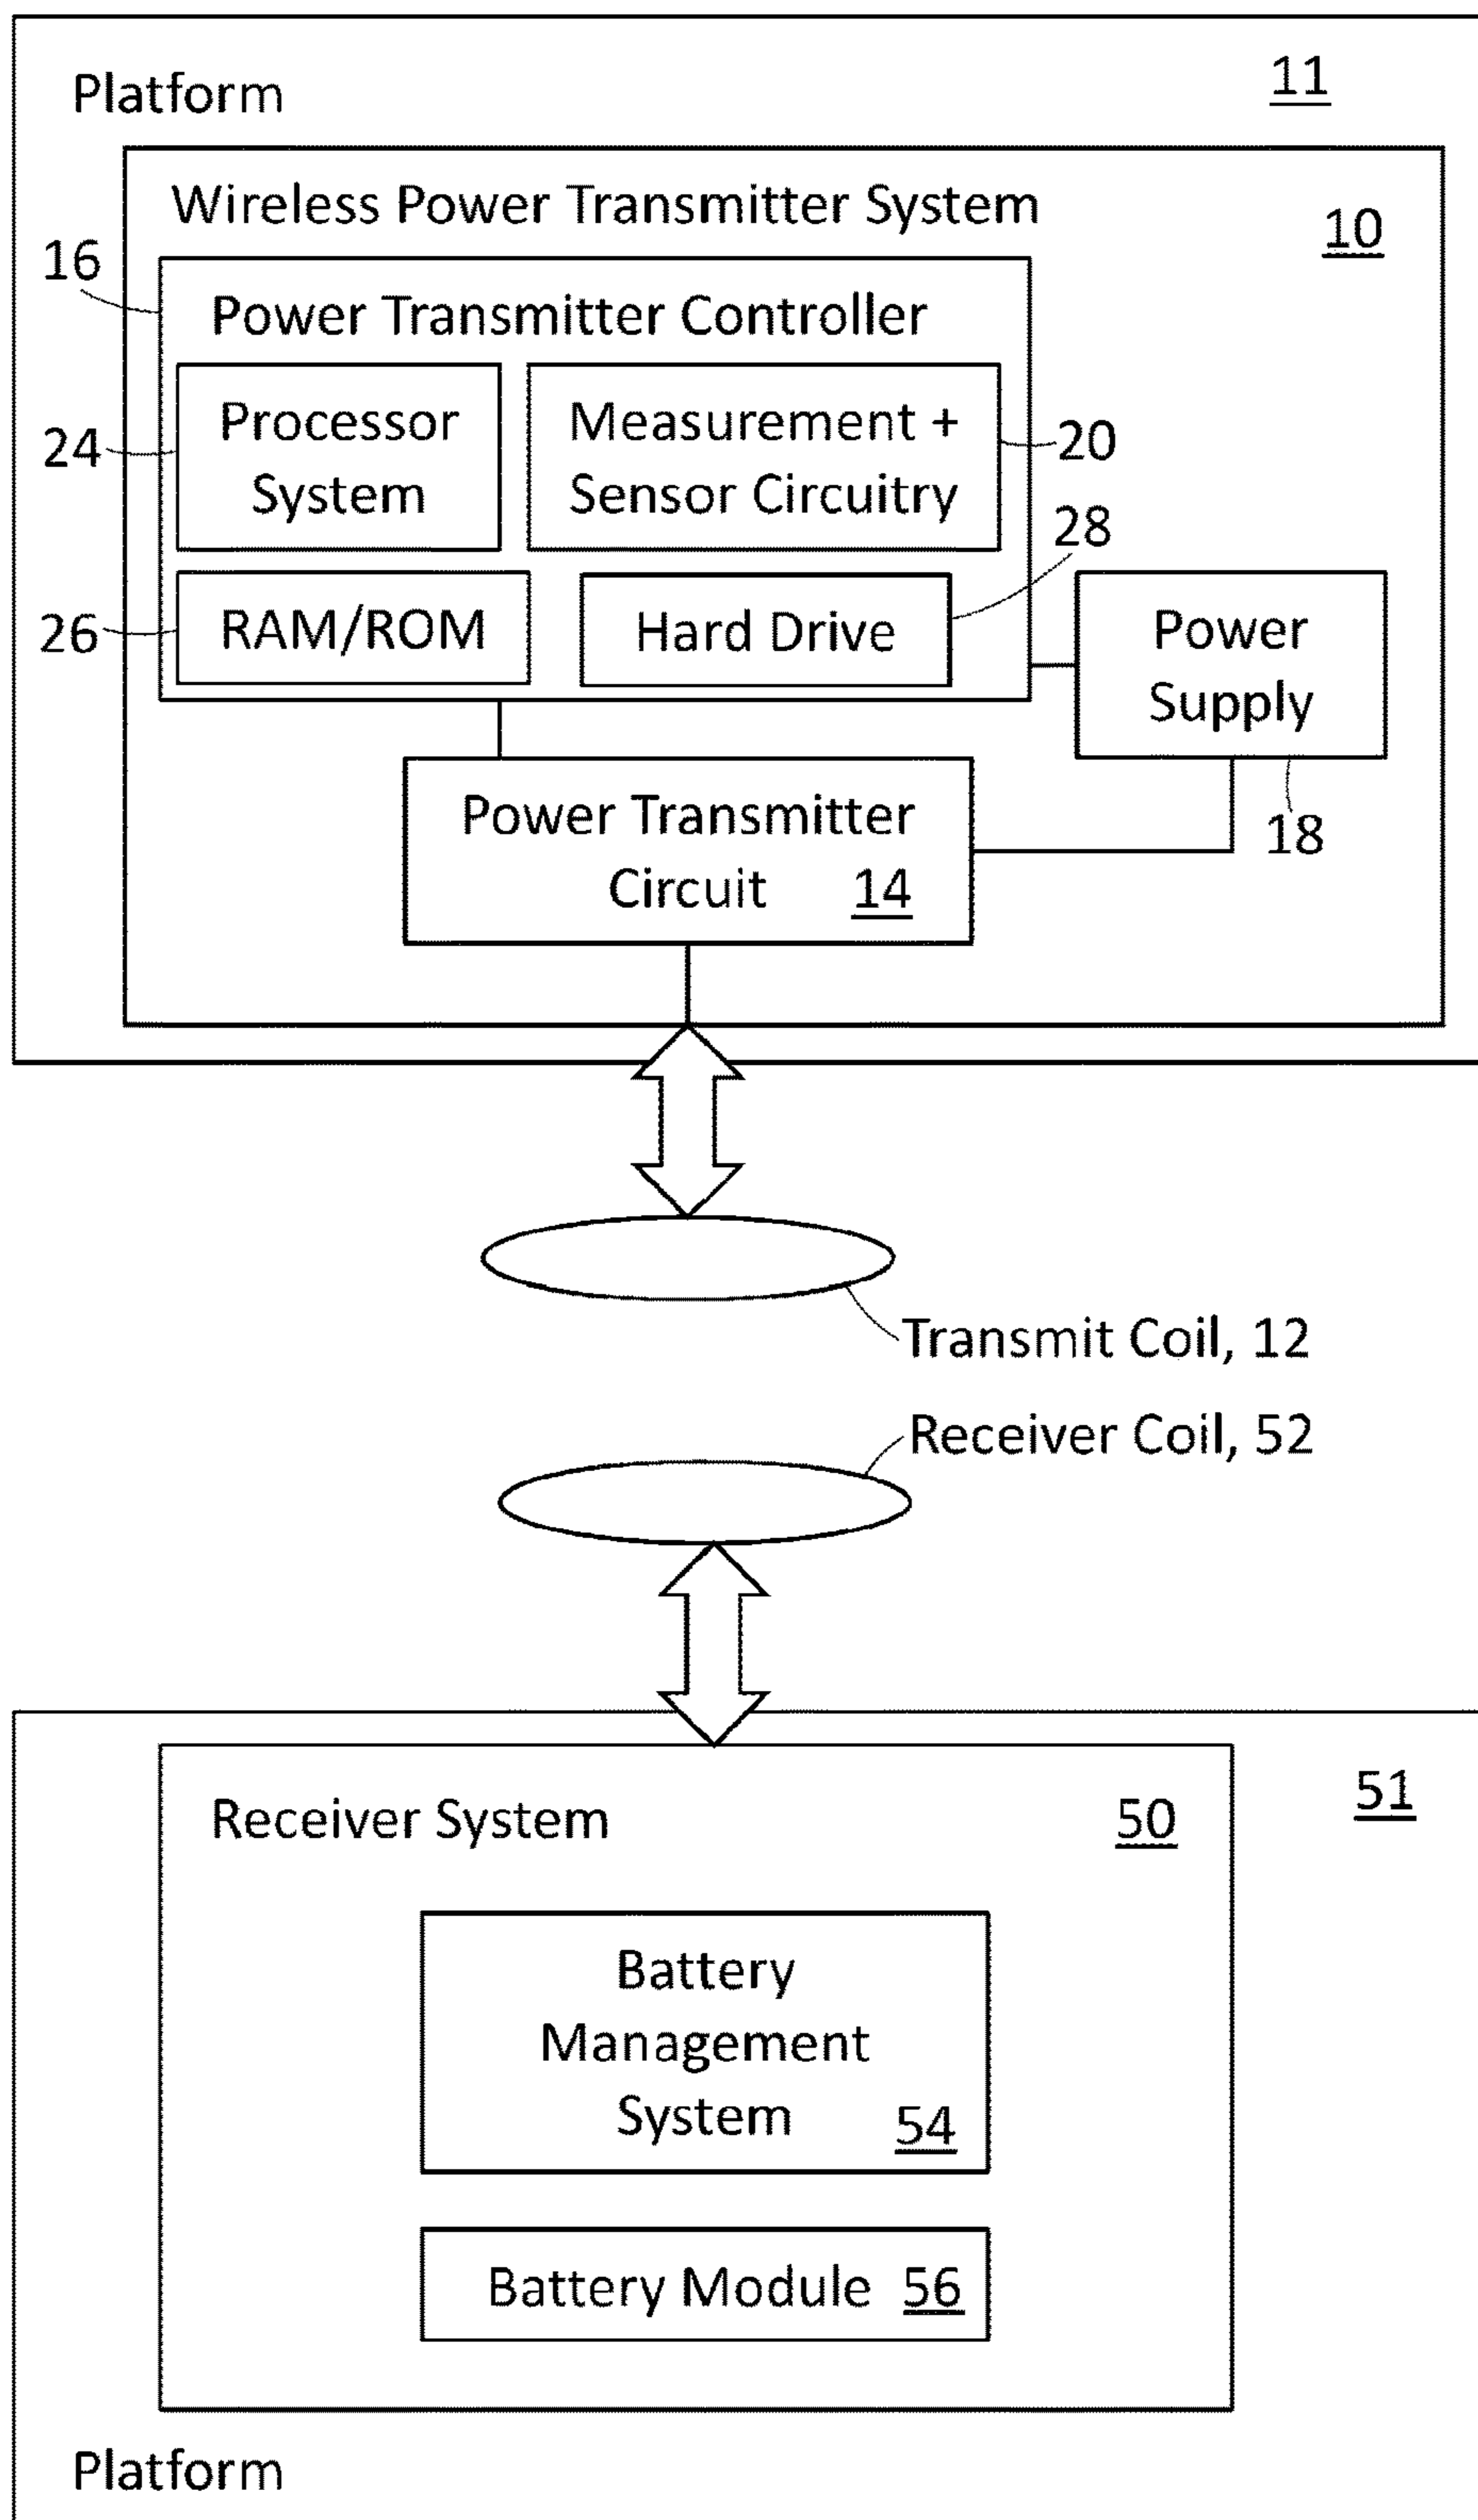 Platform
11
Wireless Power Transmitter System
10
16
Power Transmitter Controller
24
Processor
System
Measurement +
Sensor Circuitry
20
28
26
RAM/ROM
Hard Drive
Power
Supply
18
Power Transmitter
Circuit 14
Transmit Coil, 12
Receiver Coil, 52
51
Receiver System
50
Battery
Management
System 54
Battery Module 56
Platform